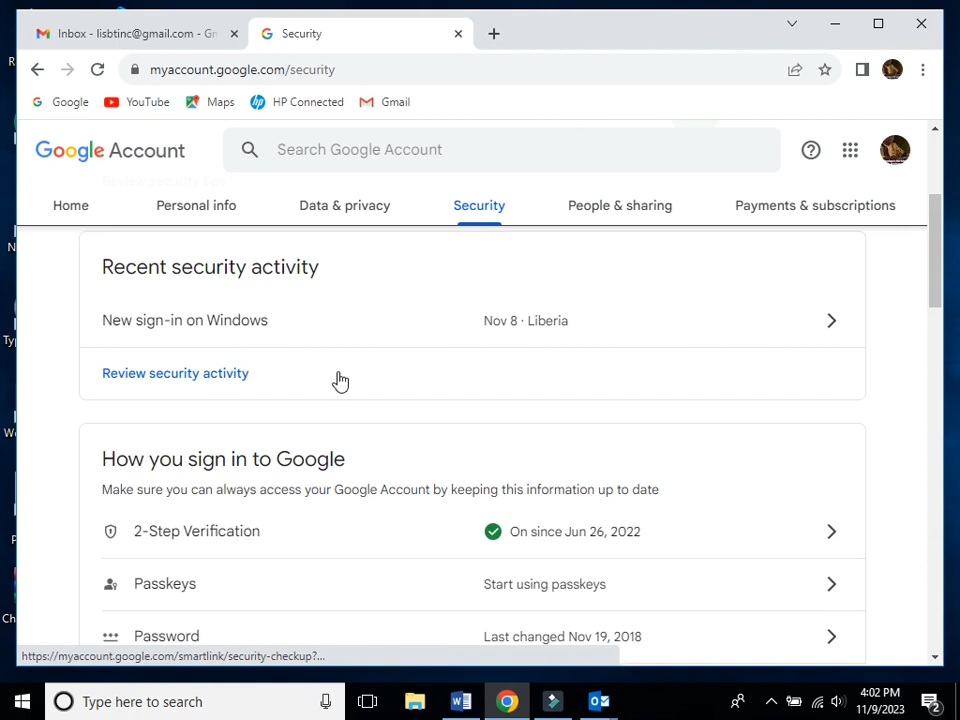 Inbox - lisbtinc@gmail.com - Gm
Security
myaccount.google.com/security
Google
YouTube
Maps
HP Connected
Gmail
Google Account
Search Google Account
Review security tips
Home
Personal info
Data & privacy
Security
People & sharing
Payments & subscriptions
Recent security activity
New sign-in on Windows
Nov 8 · Liberia
Review security activity
How you sign in to Google
Make sure you can always access your Google Account by keeping this information up to date
2-Step Verification
On since Jun 26, 2022
Passkeys
Start using passkeys
Password
Last changed Nov 19, 2018
https://myaccount.google.com/smartlink/security-checkup?...
Type here to search
4:02 PM
11/9/2023
2